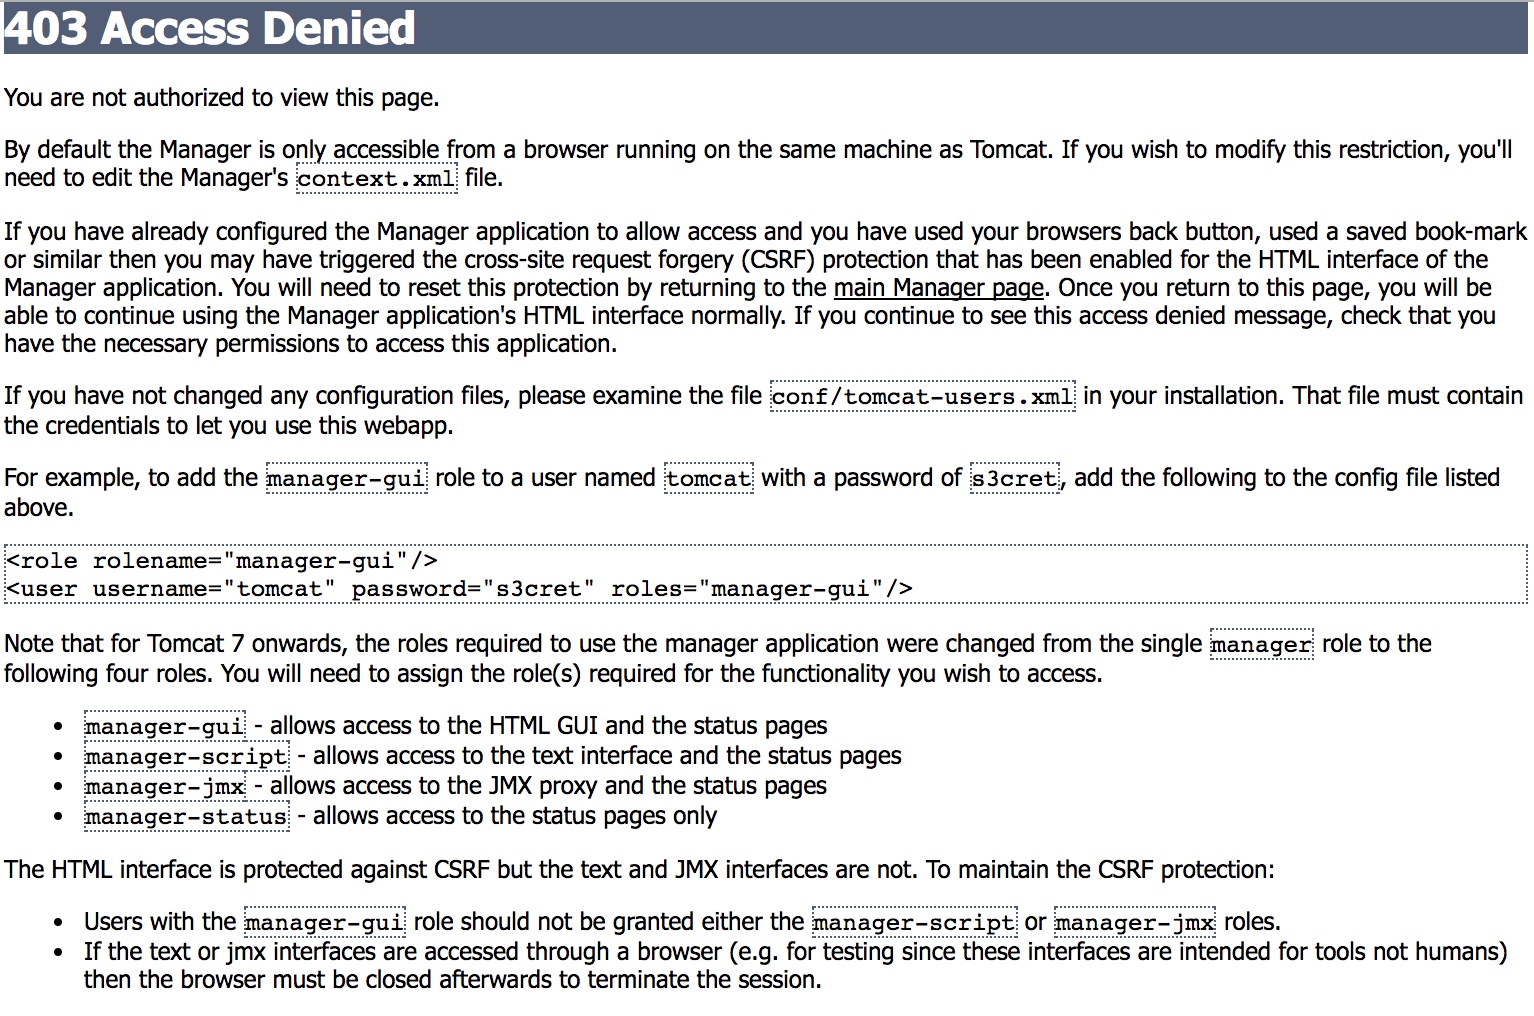 403 Access Denied
You are not authorized to view this page.
By default the Manager is only accessible from a browser running on the same machine as Tomcat. If you wish to modify this restriction, you'll
need to edit the Manager's context.xml file.
If you have already configured the Manager application to allow access and you have used your browsers back button, used a saved book-mark
or similar then you may have triggered the cross-site request forgery (CSRF) protection that has been enabled for the HTML interface of the
Manager application. You will need to reset this protection by returning to the main Manager page. Once you return to this page, you will be
able to continue using the Manager application's HTML interface normally. If you continue to see this access denied message, check that you
have the necessary permissions to access this application.
If you have not changed any configuration files, please examine the file conf/tomcat-users.xml in your installation. That file must contain
the credentials to let you use this webapp.
For example, to add the manager-gui role to a user named tomcat with a password of s3cret, add the following to the config file listed
above.
<role rolename="manager-gui"/>
<user username="tomcat" password="s3cret" roles="manager-gui"/>
Note that for Tomcat 7 onwards, the roles required to use the manager application were changed from the single manager role to the
following four roles. You will need to assign the role(s) required for the functionality you wish to access.
• manager-gui - allows access to the HTML GUI and the status pages
• manager-script - allows access to the text interface and the status pages
• manager-jmx - allows access to the JMX proxy and the status pages
• manager-status - allows access to the status pages only
The HTML interface is protected against CSRF but the text and JMX interfaces are not. To maintain the CSRF protection:
• Users with the manager-gui role should not be granted either the manager-script or manager-jmx roles.
• If the text or jmx interfaces are accessed through a browser (e.g. for testing since these interfaces are intended for tools not humans)
then the browser must be closed afterwards to terminate the session.